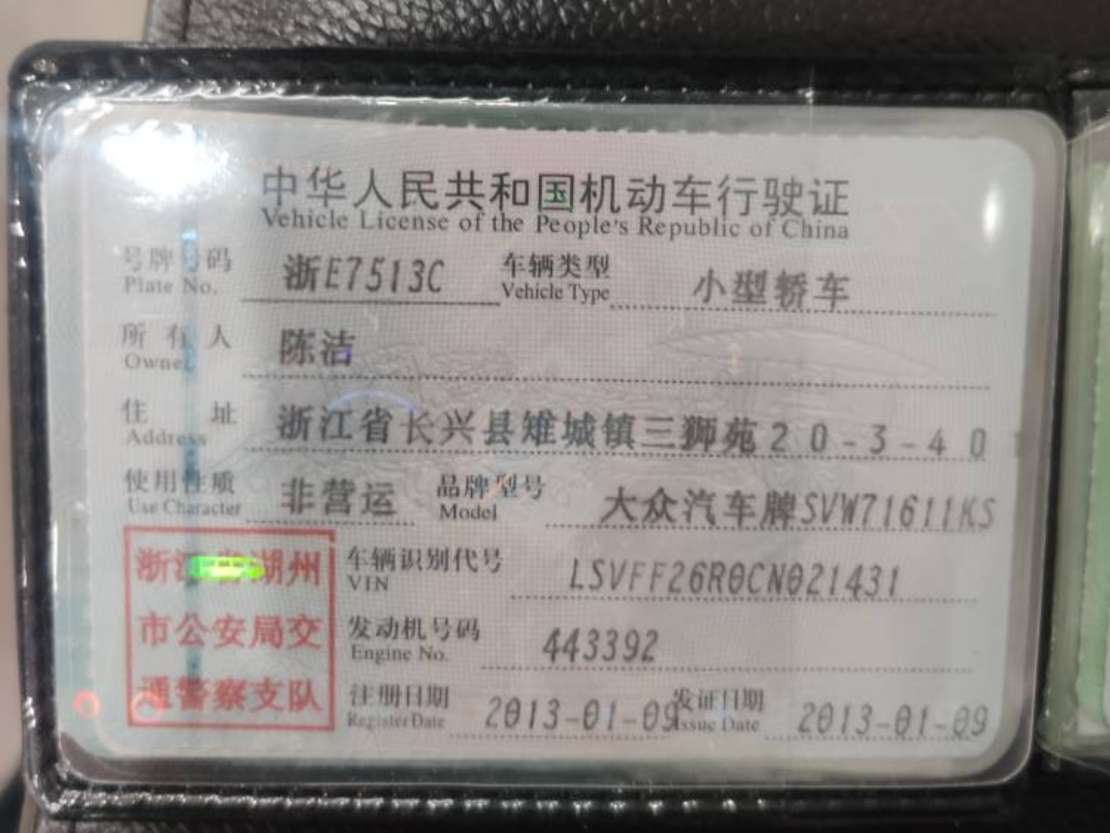 中华人民共和国机动车行驶证
Vehicle License of the People's Republic of China
号牌号码 浙E7513C 车辆类型 小型轿车
Plate No. Vehicle Type
所有人 陈洁
Owner
住址 浙江省长兴县雉城镇三狮苑20-3-40
Address
使用性质 非营运 品牌型号 大众汽车牌SVW71611KS
Use Character Model
浙江省湖州 车辆识别代号 LSVFF26R0CN021431
VIN
市公安局交 发动机号码 443392
Engine No.
通警察支队 注册日期 2013-01-09 发证日期 2013-01-09
Register Date Issue Date